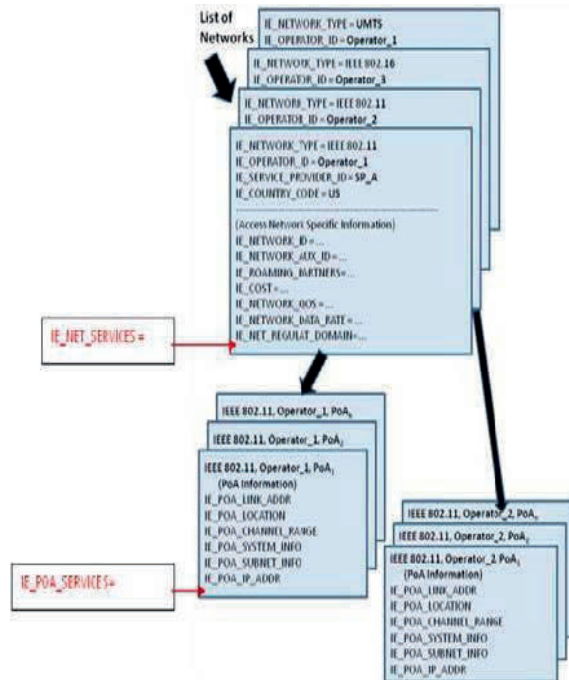 List of
Networks
IE_NETWORK_TYPE = UMTS
IE_OPERATOR_ID = Operator_1
IE_NETWORK_TYPE = IEEE 802.16
IE_OPERATOR_ID = Operator_3
IE_NETWORK_TYPE = IEEE 802.11
IE_OPERATOR_ID = Operator_2
IE_NETWORK_TYPE = IEEE 802.11
IE_OPERATOR_ID = Operator_1
IE_SERVICE_PROVIDER_ID = SP_A
IE_COUNTRY_CODE = US
(Access Network Specific Information)
IE_NETWORK_ID = ...
IE_NETWORK_AUX_ID = ...
IE_ROAMING_PARTNERS = ...
IE_COST = ...
IE_NETWORK_QOS = ...
IE_NETWORK_DATA_RATE = ...
IE_NET_REGULAT_DOMAIN = ...
IE_NET_SERVICES =
IEEE 802.11, Operator_1, PoA
IEEE 802.11, Operator_1, PoA2
IEEE 802.11, Operator_1, PoA1
(PoA Information)
IE_POA_LINK_ADDR
IE_POA_LOCATION
IE_POA_CHANNEL_RANGE
IE_POA_SYSTEM_INFO
IE_POA_SUBNET_INFO
IE_POA_IP_ADDR
IE_POA_SERVICES=
IEEE 802.11, Operator_2, PoA
IEEE 802.11, Operator_2, PoA
IEEE 802.11, Operator_2 PoA1
(PoA Information)
IE_POA_LINK_ADDR
IE_POA_LOCATION
IE_POA_CHANNEL_RANGE
IE_POA_SYSTEM_INFO
IE_POA_SUBNET_INFO
IE_POA_IP_ADDR